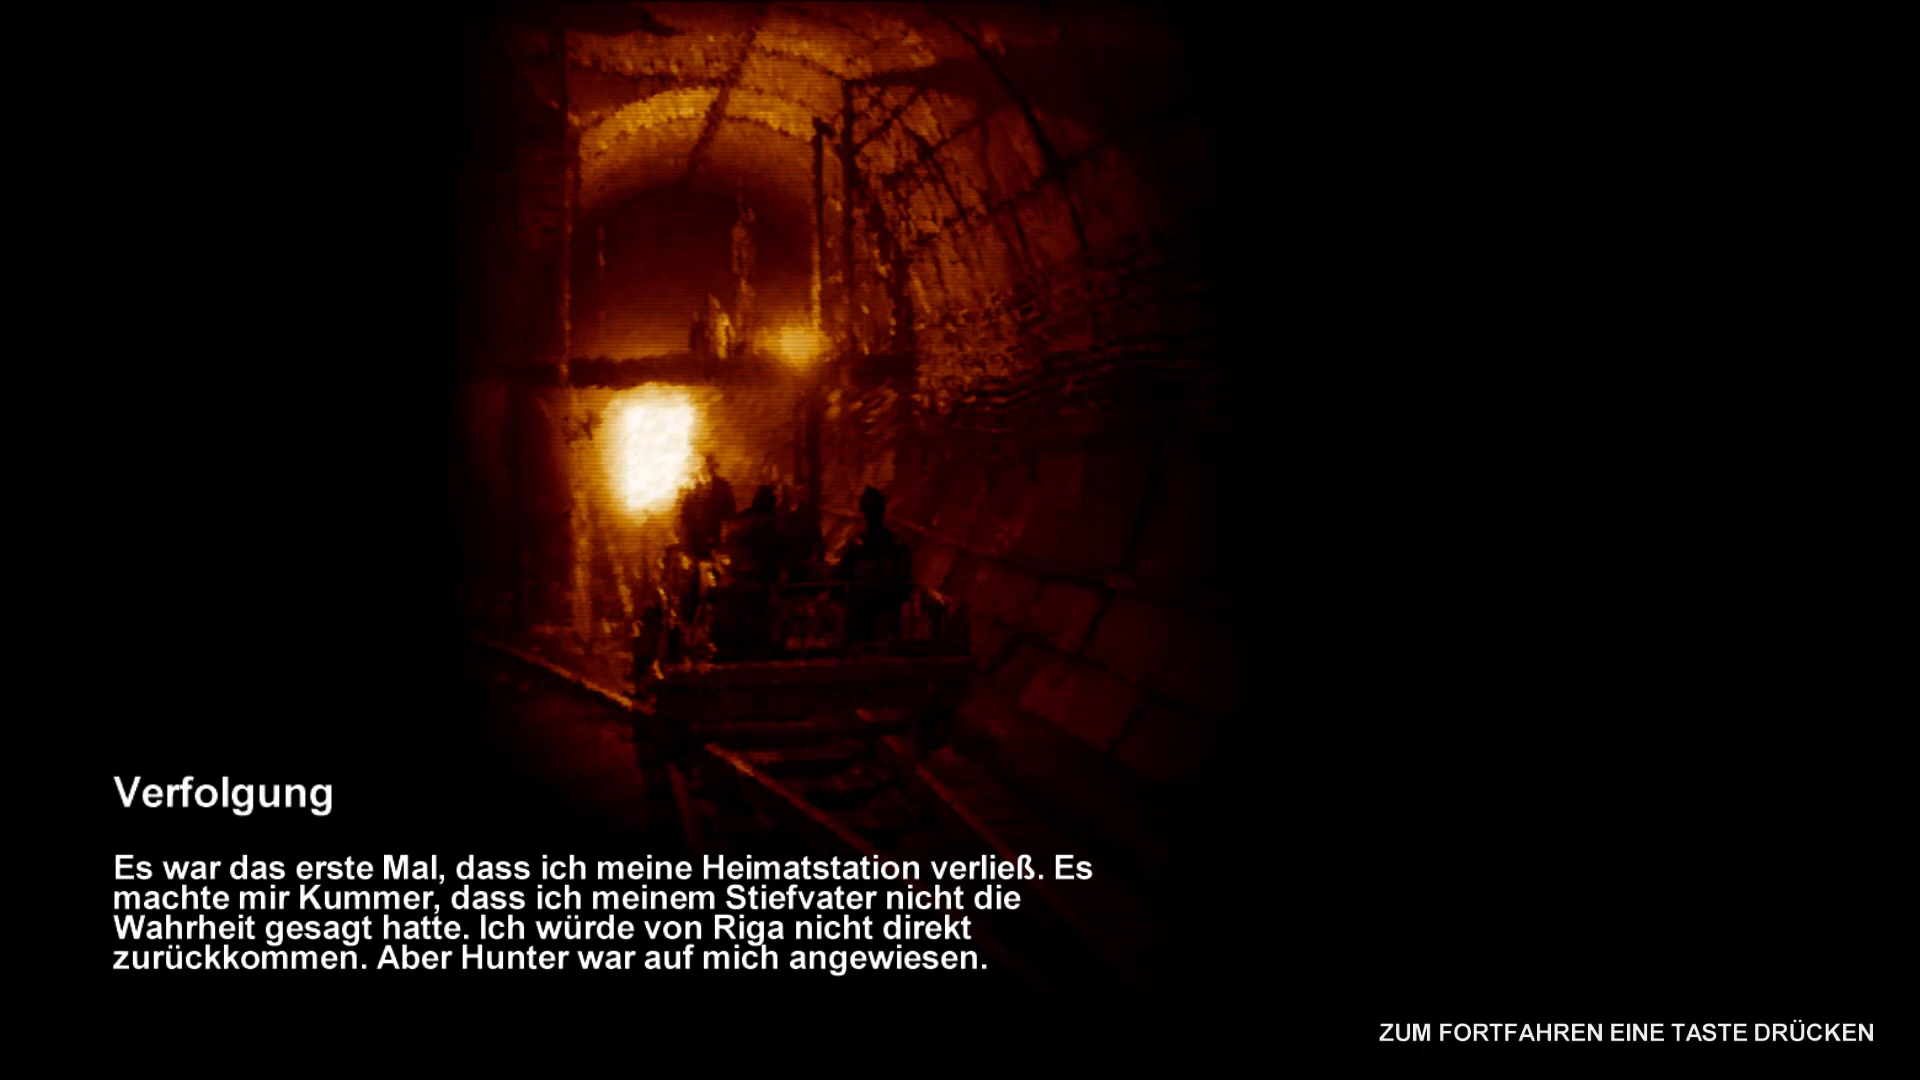 Verfolgung
Es war das erste Mal, dass ich meine Heimatstation verließ. Es
machte mir Kummer, dass ich meinem Stiefvater nicht die
Wahrheit gesagt hatte. Ich würde von Riga nicht direkt
zurückkommen. Aber Hunter war auf mich angewiesen.
ZUM FORTFAHREN EINE TASTE DRÜCKEN